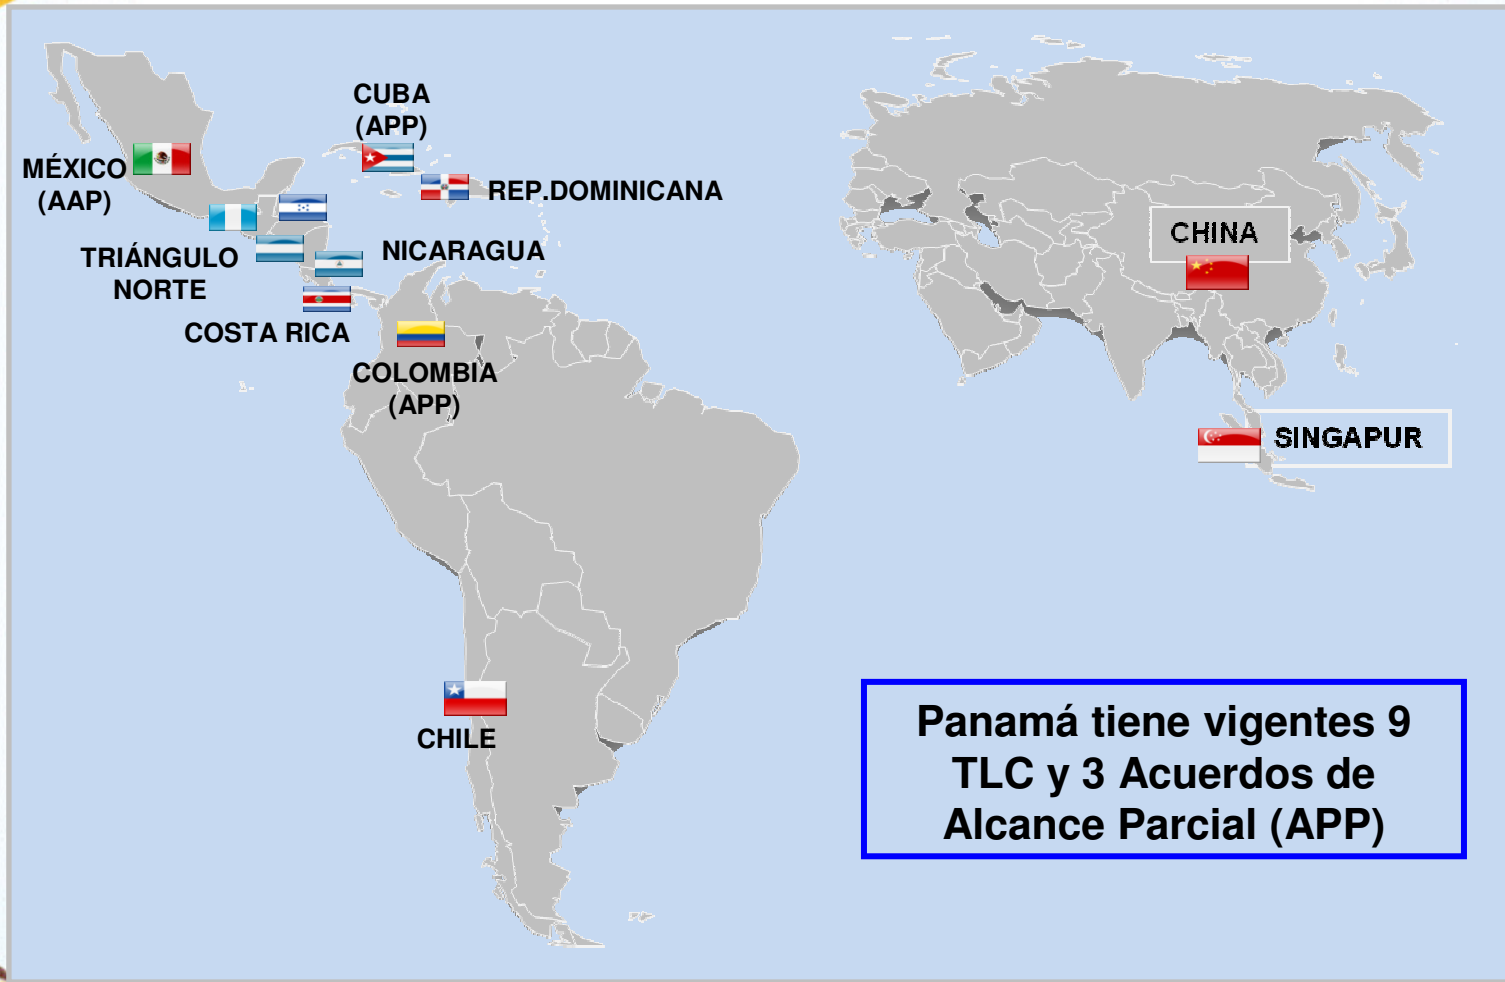 CUBA
(APP)
MÉXICO
(AAP)
REP.DOMINICANA
TRIÁNGULO
NORTE
NICARAGUA
COSTA RICA
COLOMBIA
(APP)
CHILE
CHINA
SINGAPUR
Panamá tiene vigentes 9
TLC y 3 Acuerdos de
Alcance Parcial (APP)